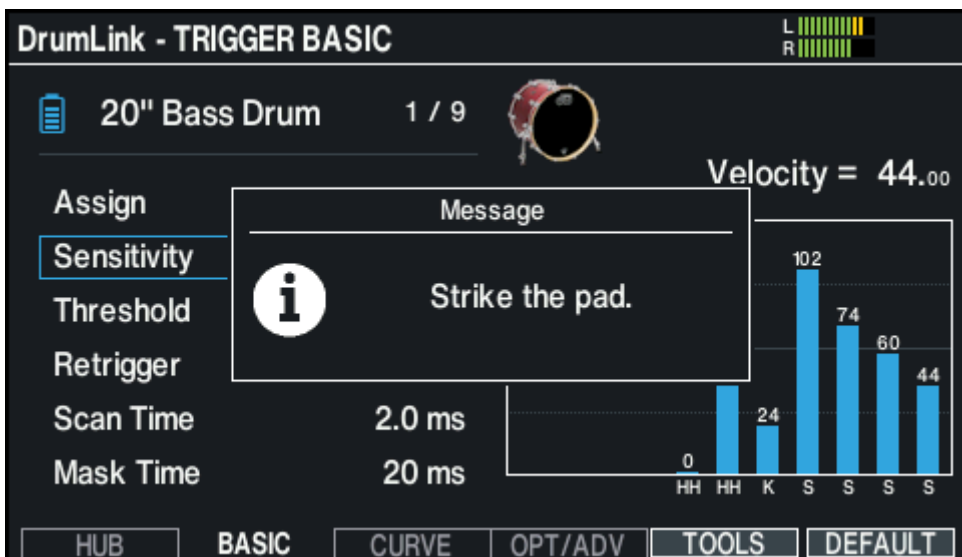 DrumLink - TRIGGER BASIC
L
R
20" Bass Drum 1 / 9
Velocity = 44.00
Assign
Message
Sensitivity
Strike the pad.
Threshold
Retrigger
Scan Time 2.0 ms
Mask Time 20 ms
102
74
60
44
24
0
HH HH K S S S S
HUB BASIC CURVE OPT/ADV TOOLS DEFAULT